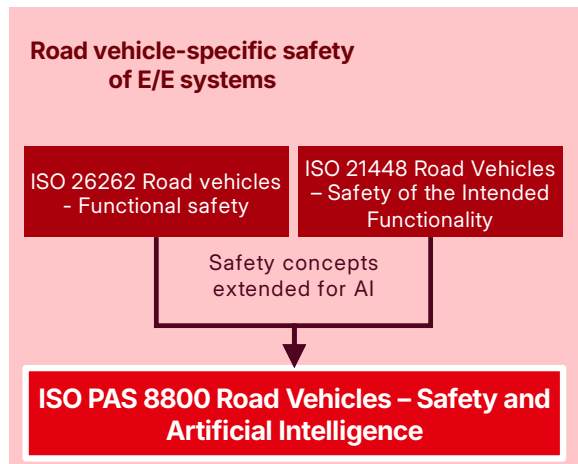 Road vehicle-specific safety
of E/E systems
ISO 26262 Road vehicles
- Functional safety
ISO 21448 Road Vehicles
– Safety of the Intended
Functionality
Safety concepts
extended for AI
ISO PAS 8800 Road Vehicles – Safety and
Artificial Intelligence